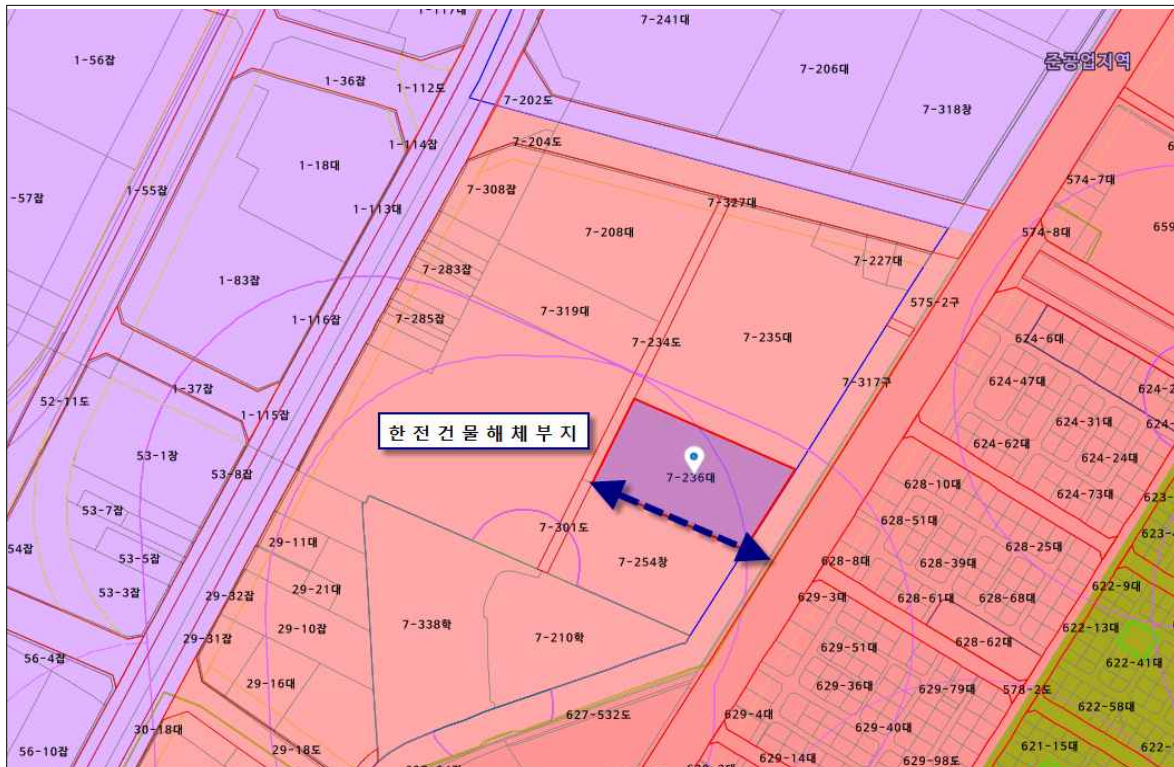 1-117대
7-241대
1-56잡
7-206대
준공업지역
1-36잡
1-112도
7-202도
7-318창
1-114잡
7-204도
1-18대
574-7대
-57잡
1-55잡
7-308잡
1-113대
7-327대
7-208대
574-8대
659
7-227대
7-283잡
1-83잡
575-2구
7-319대
1-116잡
7-285잡
7-234도
7-235대
624-6대
1-37잡
7-317구
624-47대
52-11도
1-115잡
624-31대
한전건물해체부지
624-62대
53-1장
53-8잡
624-24대
7-236대
628-10대
624-73대
53-7잡
628-51대
7-301도
54잡
29-11대
628-25대
53-5잡
7-254창
628-8대
628-39대
53-3잡
29-21대
622-9대
29-32잡
629-3대
628-61대
628-68대
29-10잡
7-338학
7-210학
622-13대
29-31잡
628-62대
56-4잡
629-51대
622-41대
29-16대
629-36대
629-79대
578-2도
622-58대
627-532도
629-4대
30-18대
629-40대
56-10잡
29-18도
621-15대
629-14대
629-98도